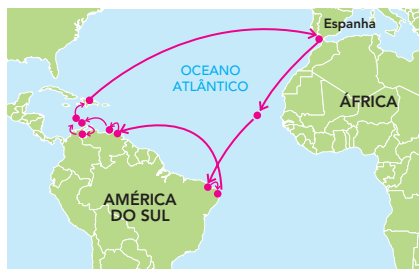 Espanha
OCEANO
ATLÂNTICO
ÁFRICA
AMÉRICA
DO SUL